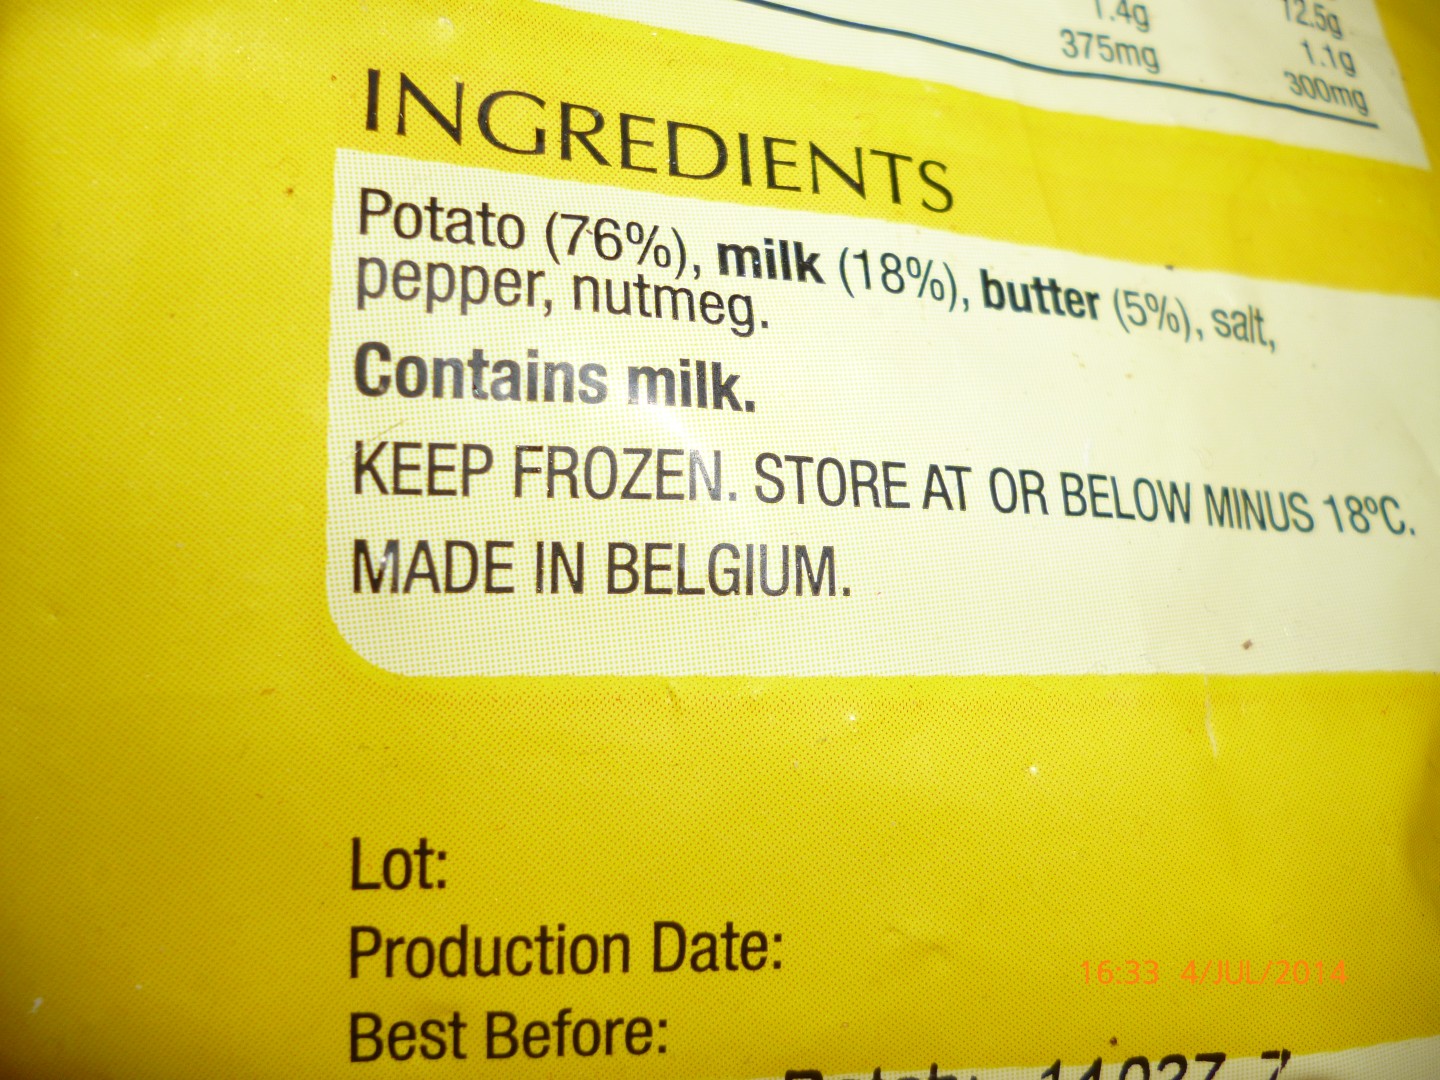 1.4g 12.5g
1.1g
375mg
300mg
INGREDIENTS
Potato (76%), milk (18%), butter (5%), salt,
pepper, nutmeg.
Contains milk.
KEEP FROZEN. STORE AT OR BELOW MINUS 18ºC.
MADE IN BELGIUM.
Lot:
Production Date:
Best Before:
16:33 4/JUL/2014